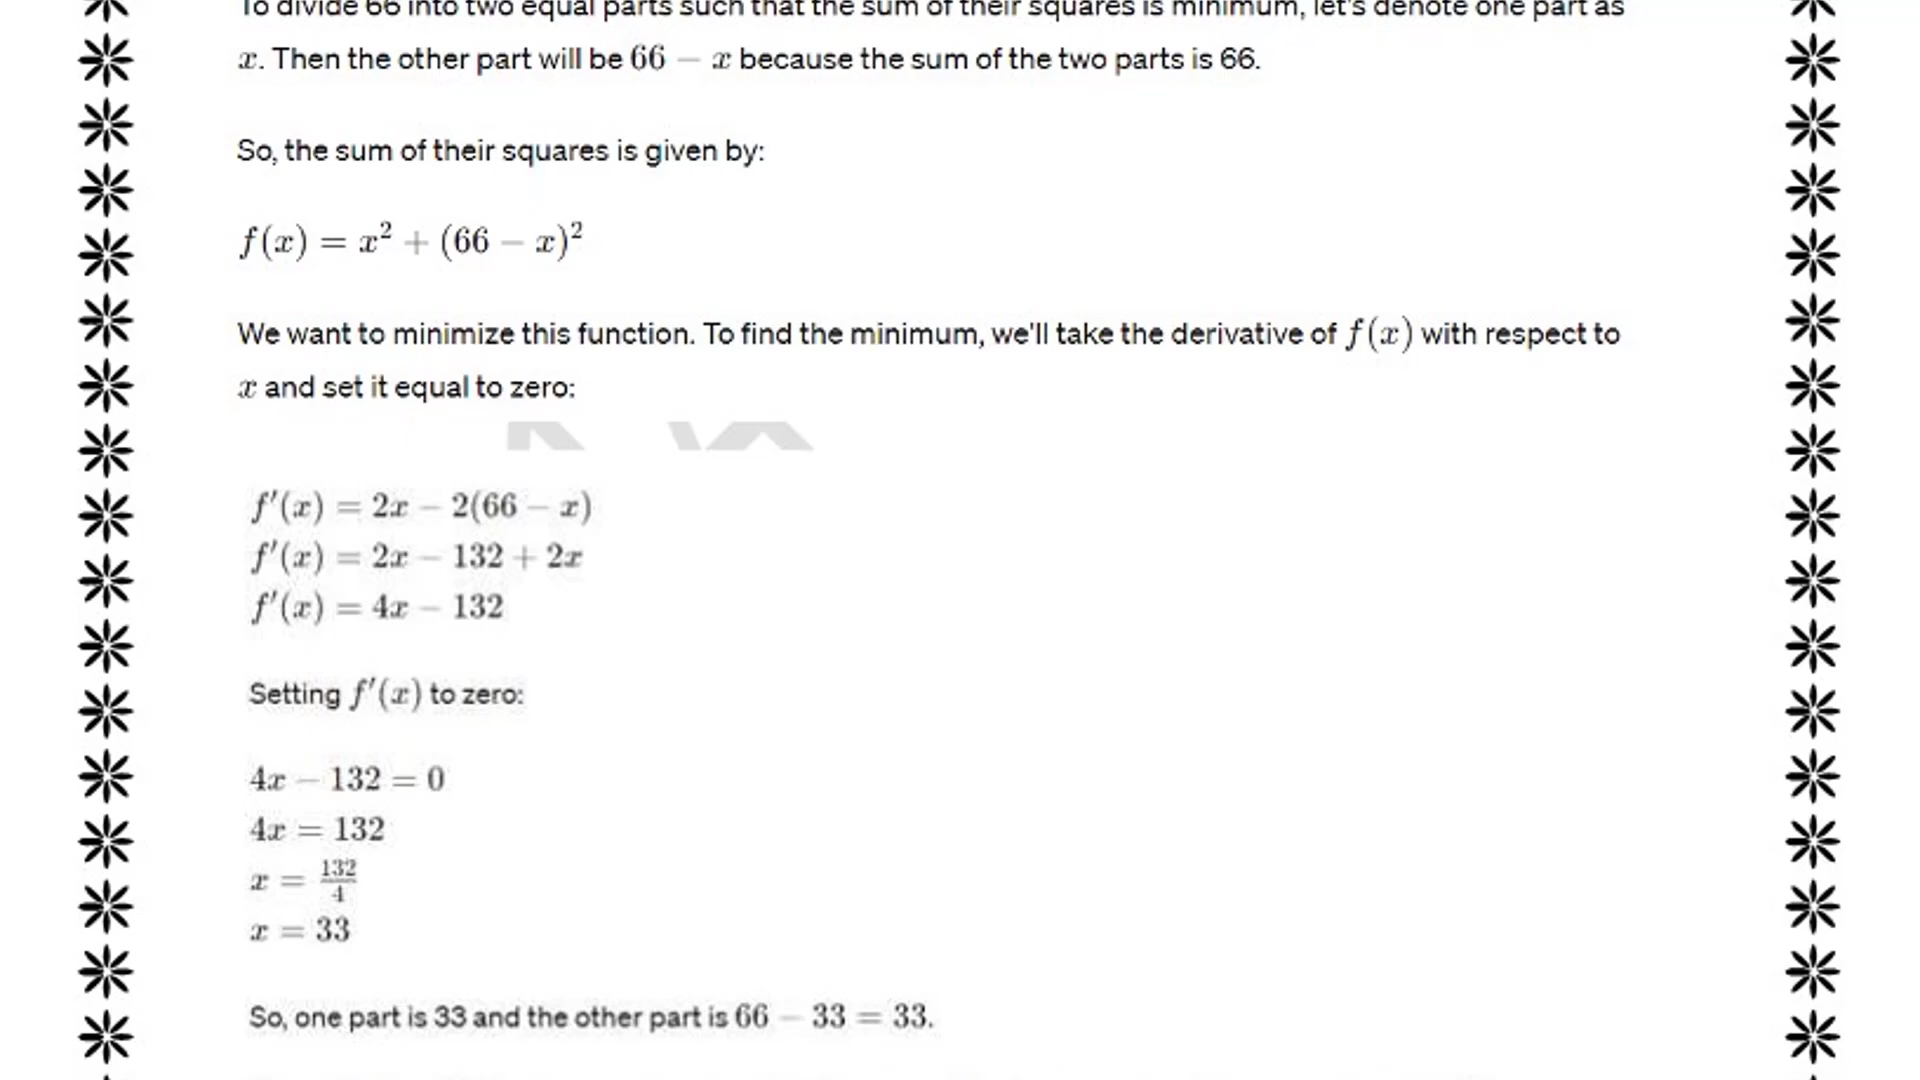 To divide 66 into two equal parts such that the sum of their squares is minimum, let's denote one part as
x. Then the other part will be 66 − x because the sum of the two parts is 66.
So, the sum of their squares is given by:
f(x) = x² + (66 − x)²
We want to minimize this function. To find the minimum, we'll take the derivative of f(x) with respect to
x and set it equal to zero:
f′(x) = 2x − 2(66 − x)
f′(x) = 2x − 132 + 2x
f′(x) = 4x − 132
Setting f′(x) to zero:
4x − 132 = 0
4x = 132
x = 132/4
x = 33
So, one part is 33 and the other part is 66 − 33 = 33.